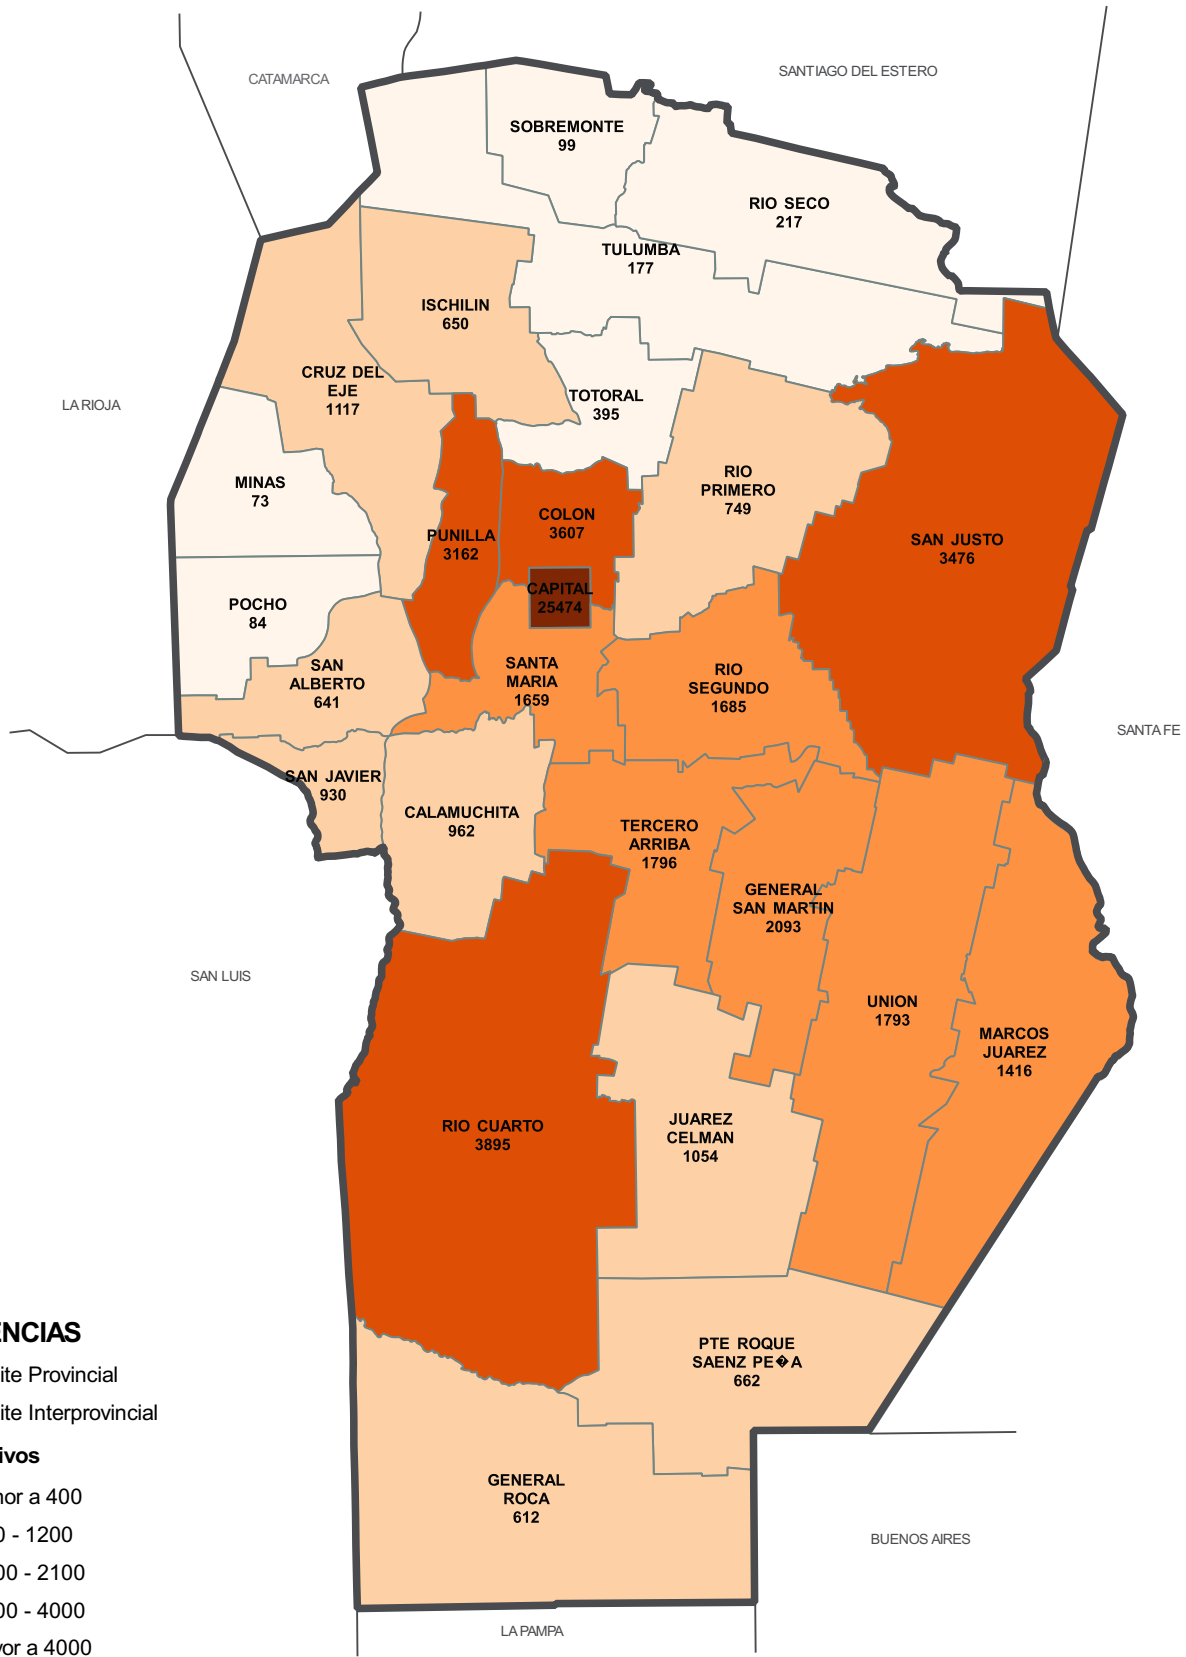 CATAMARCA
SANTIAGO DEL ESTERO
SOBREMONTE
99
RIO SECO
217
TULUMBA
177
ISCHILIN
650
CRUZ DEL
EJE
1117
TOTORAL
395
LA RIOJA
MINAS
73
RIO
PRIMERO
749
COLON
3607
PUNILLA
3162
SAN JUSTO
3476
CAPITAL
25474
POCHO
84
SAN
ALBERTO
641
SANTA
MARIA
1659
RIO
SEGUNDO
1685
SANTA FE
SAN JAVIER
930
CALAMUCHITA
962
TERCERO
ARRIBA
1796
GENERAL
SAN MARTIN
2093
SAN LUIS
UNION
1793
MARCOS
JUAREZ
1416
RIO CUARTO
3895
JUAREZ
CELMAN
1054
PTE ROQUE
SAENZ PE�A
662
GENERAL
ROCA
612
BUENOS AIRES
LA PAMPA
ENCIAS
ite Provincial
ite Interprovincial
ivos
nor a 400
0 - 1200
00 - 2100
00 - 4000
yor a 4000